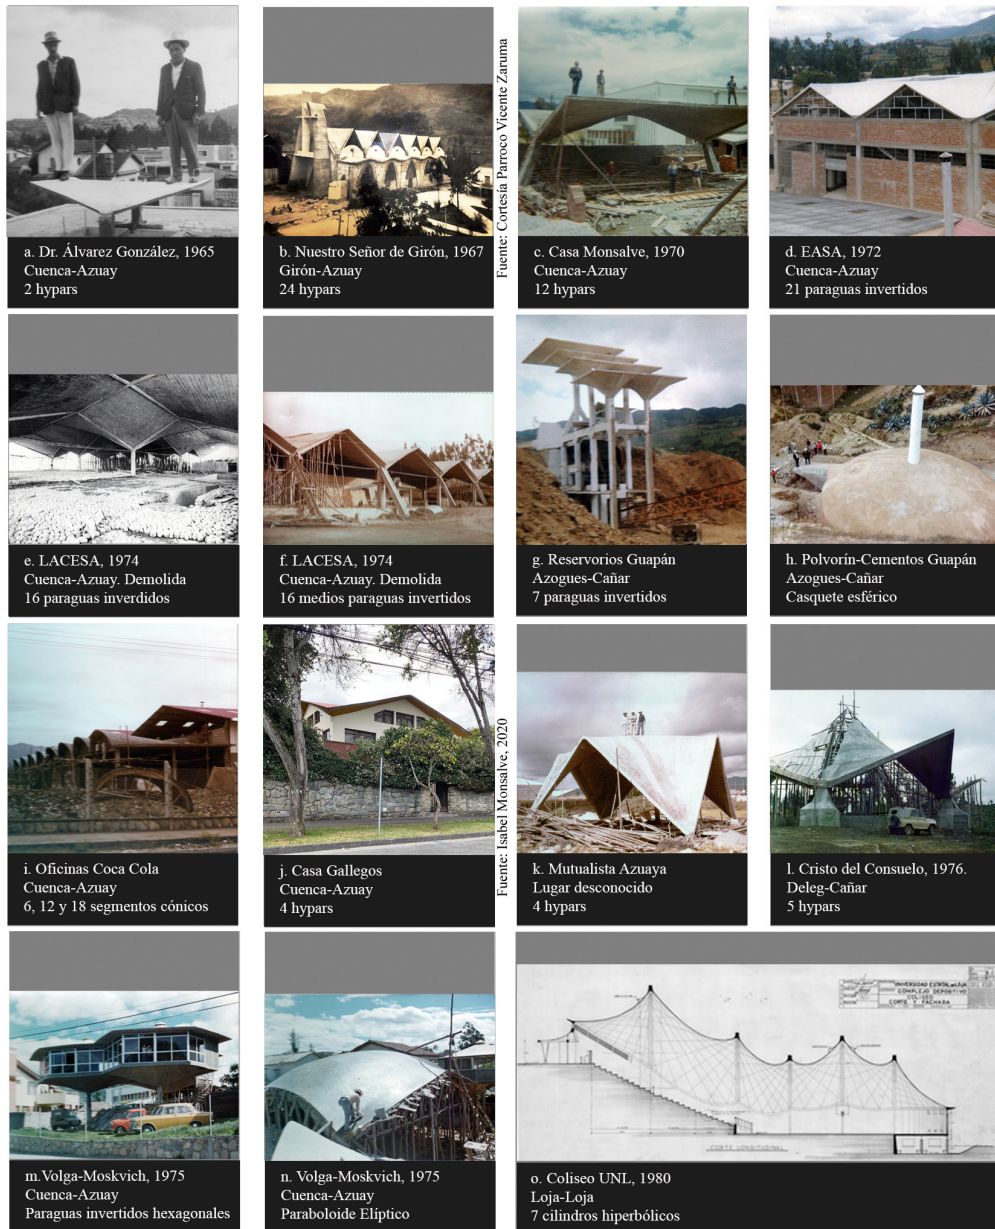 a. Dr. Álvarez González, 1965
Cuenca-Azuay
2 hypars
b. Nuestro Señor de Girón, 1967
Girón-Azuay
24 hypars
Fuente: Cortesía Parroco Vicente Zaruma
c. Casa Monsalve, 1970
Cuenca-Azuay
12 hypars
d. EASA, 1972
Cuenca-Azuay
21 paraguas invertidos
e. LACESA, 1974
Cuenca-Azuay. Demolida
16 paraguas inverdidos
f. LACESA, 1974
Cuenca-Azuay. Demolida
16 medios paraguas invertidos
g. Reservorios Guapán
Azogues-Cañar
7 paraguas invertidos
h. Polvorín-Cementos Guapán
Azogues-Cañar
Casquete esférico
i. Oficinas Coca Cola
Cuenca-Azuay
6, 12 y 18 segmentos cónicos
j. Casa Gallegos
Cuenca-Azuay
4 hypars
Fuente: Isabel Monsalve, 2020
k. Mutualista Azuaya
Lugar desconocido
4 hypars
l. Cristo del Consuelo, 1976.
Deleg-Cañar
5 hypars
m.Volga-Moskvich, 1975
Cuenca-Azuay
Paraguas invertidos hexagonales
n. Volga-Moskvich, 1975
Cuenca-Azuay
Paraboloide Elíptico
UNIVERSIDAD ESTATAL de LOJA
COMPLEJO DEPORTIVO
COLISEO
CORTE Y FACHADA
CORTE LONGITUDINAL
o. Coliseo UNL, 1980
Loja-Loja
7 cilindros hiperbólicos